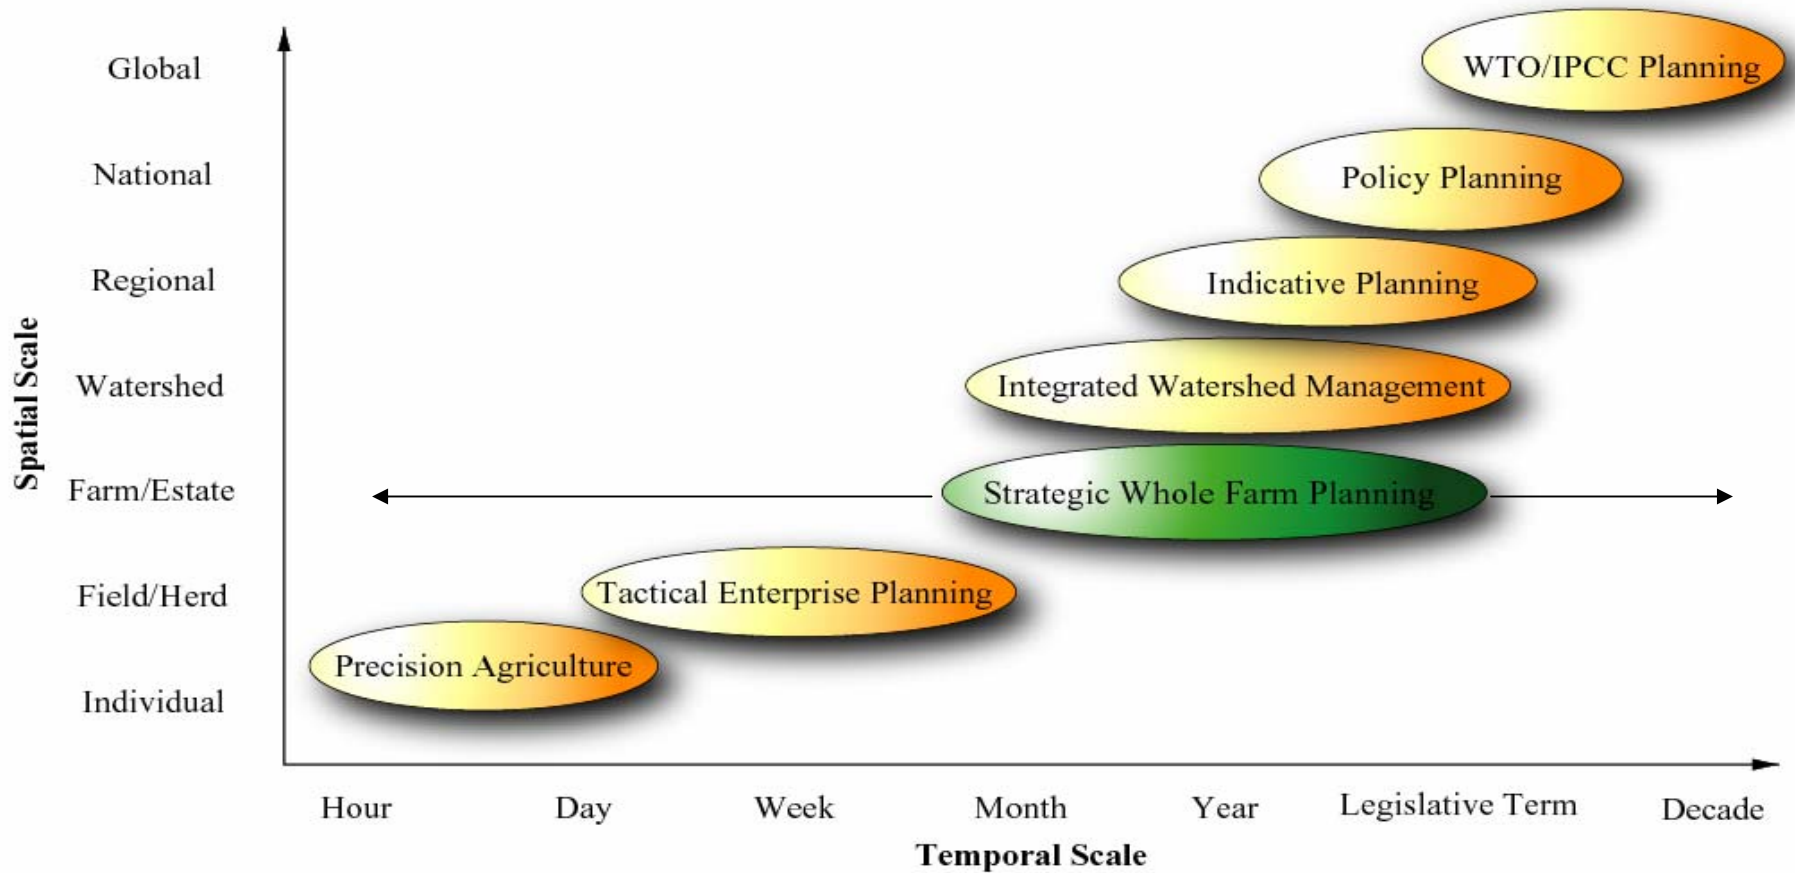 Global
WTO/IPCC Planning
National
Policy Planning
Regional
Indicative Planning
Spatial Scale
Watershed
Integrated Watershed Management
Farm/Estate
Strategic Whole Farm Planning
Field/Herd
Tactical Enterprise Planning
Precision Agriculture
Individual
Hour Day Week Month Year Legislative Term Decade
Temporal Scale